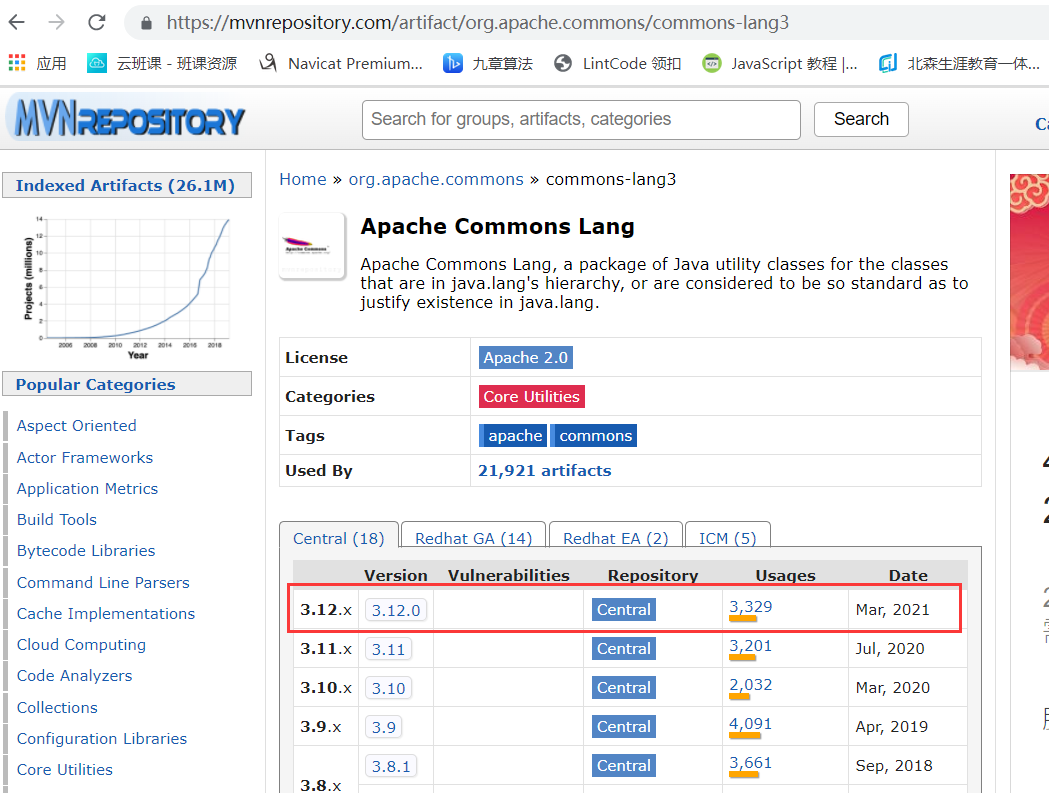 https://mvnrepository.com/artifact/org.apache.commons/commons-lang3
应用 云班课 - 班课资源 Navicat Premium... 九章算法 LintCode 领扣 JavaScript 教程 |... 北森生涯教育一体...
MVNREPOSITORY
Search for groups, artifacts, categories
Search
Indexed Artifacts (26.1M)
Projects (millions)
14
12
10
8
6
4
2
0
2006 2008 2010 2012 2014 2016 2018
Year
Popular Categories
Aspect Oriented
Actor Frameworks
Application Metrics
Build Tools
Bytecode Libraries
Command Line Parsers
Cache Implementations
Cloud Computing
Code Analyzers
Collections
Configuration Libraries
Core Utilities
Home » org.apache.commons » commons-lang3
Apache Commons Lang
Apache Commons Lang, a package of Java utility classes for the classes
that are in java.lang's hierarchy, or are considered to be so standard as to
justify existence in java.lang.
License Apache 2.0
Categories Core Utilities
Tags apache commons
Used By 21,921 artifacts
Central (18) Redhat GA (14) Redhat EA (2) ICM (5)
Version Vulnerabilities Repository Usages Date
3.12.x 3.12.0 Central 3,329 Mar, 2021
3.11.x 3.11 Central 3,201 Jul, 2020
3.10.x 3.10 Central 2,032 Mar, 2020
3.9.x 3.9 Central 4,091 Apr, 2019
3.8.1 Central 3,661 Sep, 2018
3.8.x